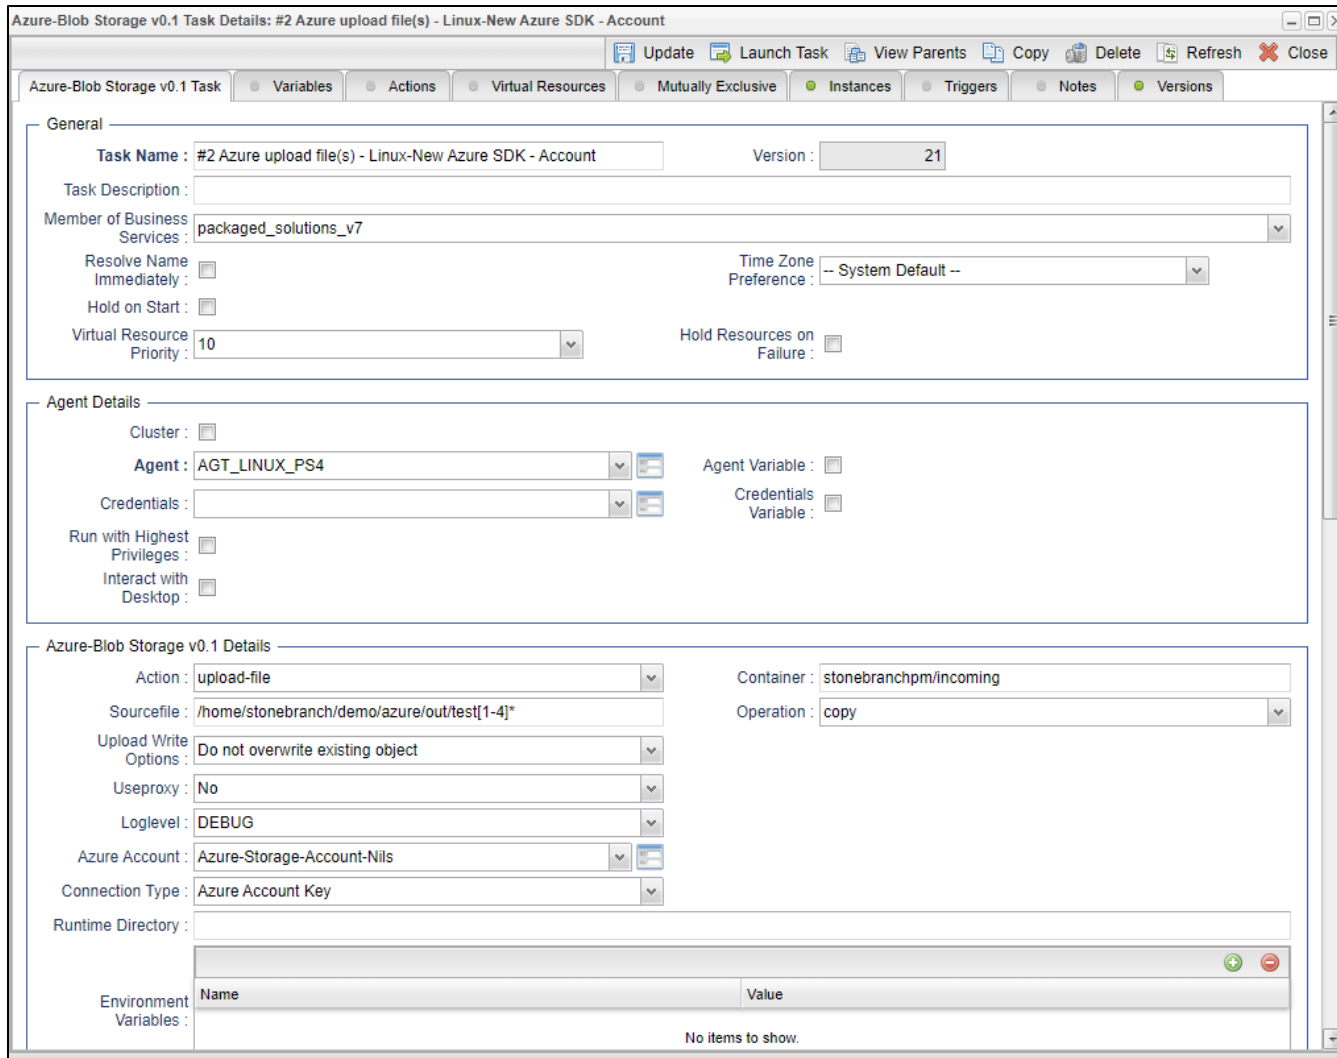 Azure-Blob Storage v0.1 Task Details: #2 Azure upload file(s) - Linux-New Azure SDK - Account
Update Launch Task View Parents Copy Delete Refresh Close
Azure-Blob Storage v0.1 Task Variables Actions Virtual Resources Mutually Exclusive Instances Triggers Notes Versions
General
Task Name : #2 Azure upload file(s) - Linux-New Azure SDK - Account Version : 21
Task Description :
Member of Business
Services : packaged_solutions_v7
Resolve Name
Immediately :
Time Zone
Preference : -- System Default --
Hold on Start :
Virtual Resource
Priority : 10
Hold Resources on
Failure :
Agent Details
Cluster :
Agent : AGT_LINUX_PS4 Agent Variable :
Credentials :
Credentials
Variable :
Run with Highest
Privileges :
Interact with
Desktop :
Azure-Blob Storage v0.1 Details
Action : upload-file Container : stonebranchpm/incoming
Sourcefile : /home/stonebranch/demo/azure/out/test[1-4]* Operation : copy
Upload Write
Options : Do not overwrite existing object
Useproxy : No
Loglevel : DEBUG
Azure Account : Azure-Storage-Account-Nils
Connection Type : Azure Account Key
Runtime Directory :
Environment
Variables :
Name Value
No items to show.